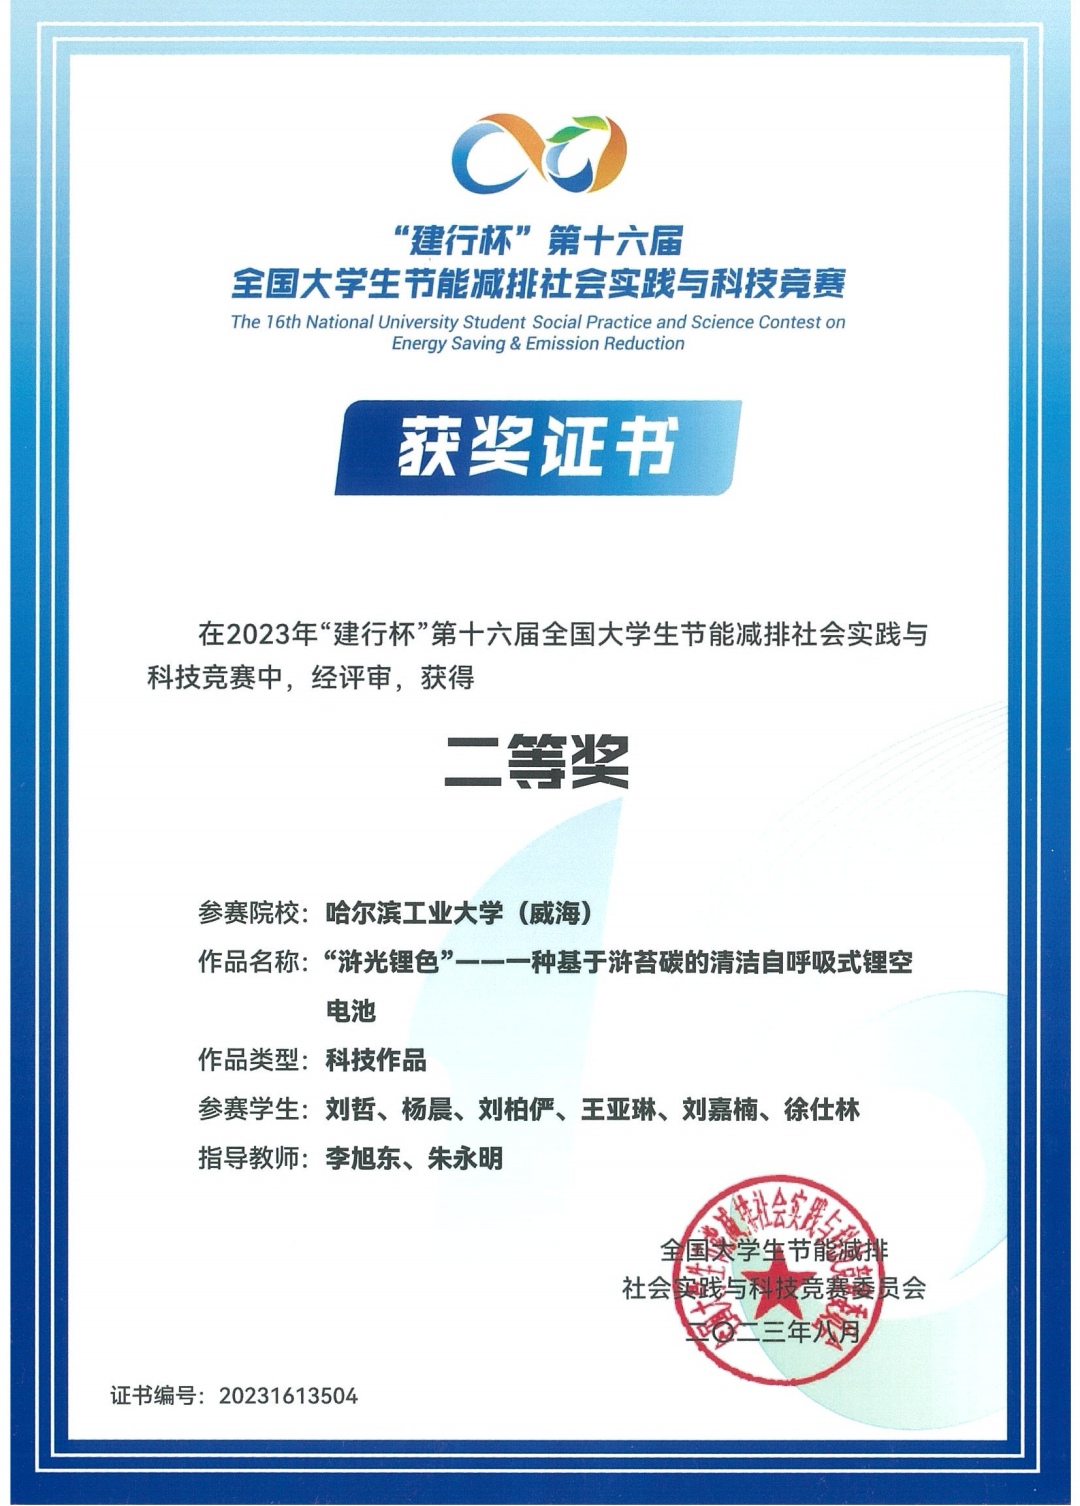 “建行杯”第十六届
全国大学生节能减排社会实践与科技竞赛
The 16th National University Student Social Practice and Science Contest on
Energy Saving & Emission Reduction
获奖证书
在2023年“建行杯”第十六届全国大学生节能减排社会实践与
科技竞赛中，经评审，获得
二等奖
参赛院校：哈尔滨工业大学（威海）
作品名称：“浒光锂色”——一种基于浒苔碳的清洁自呼吸式锂空
电池
作品类型：科技作品
参赛学生：刘哲、杨晨、刘柏俨、王亚琳、刘嘉楠、徐仕林
指导教师：李旭东、朱永明
全国大学生节能减排
社会实践与科技竞赛委员会
二〇二三年八月
证书编号：20231613504